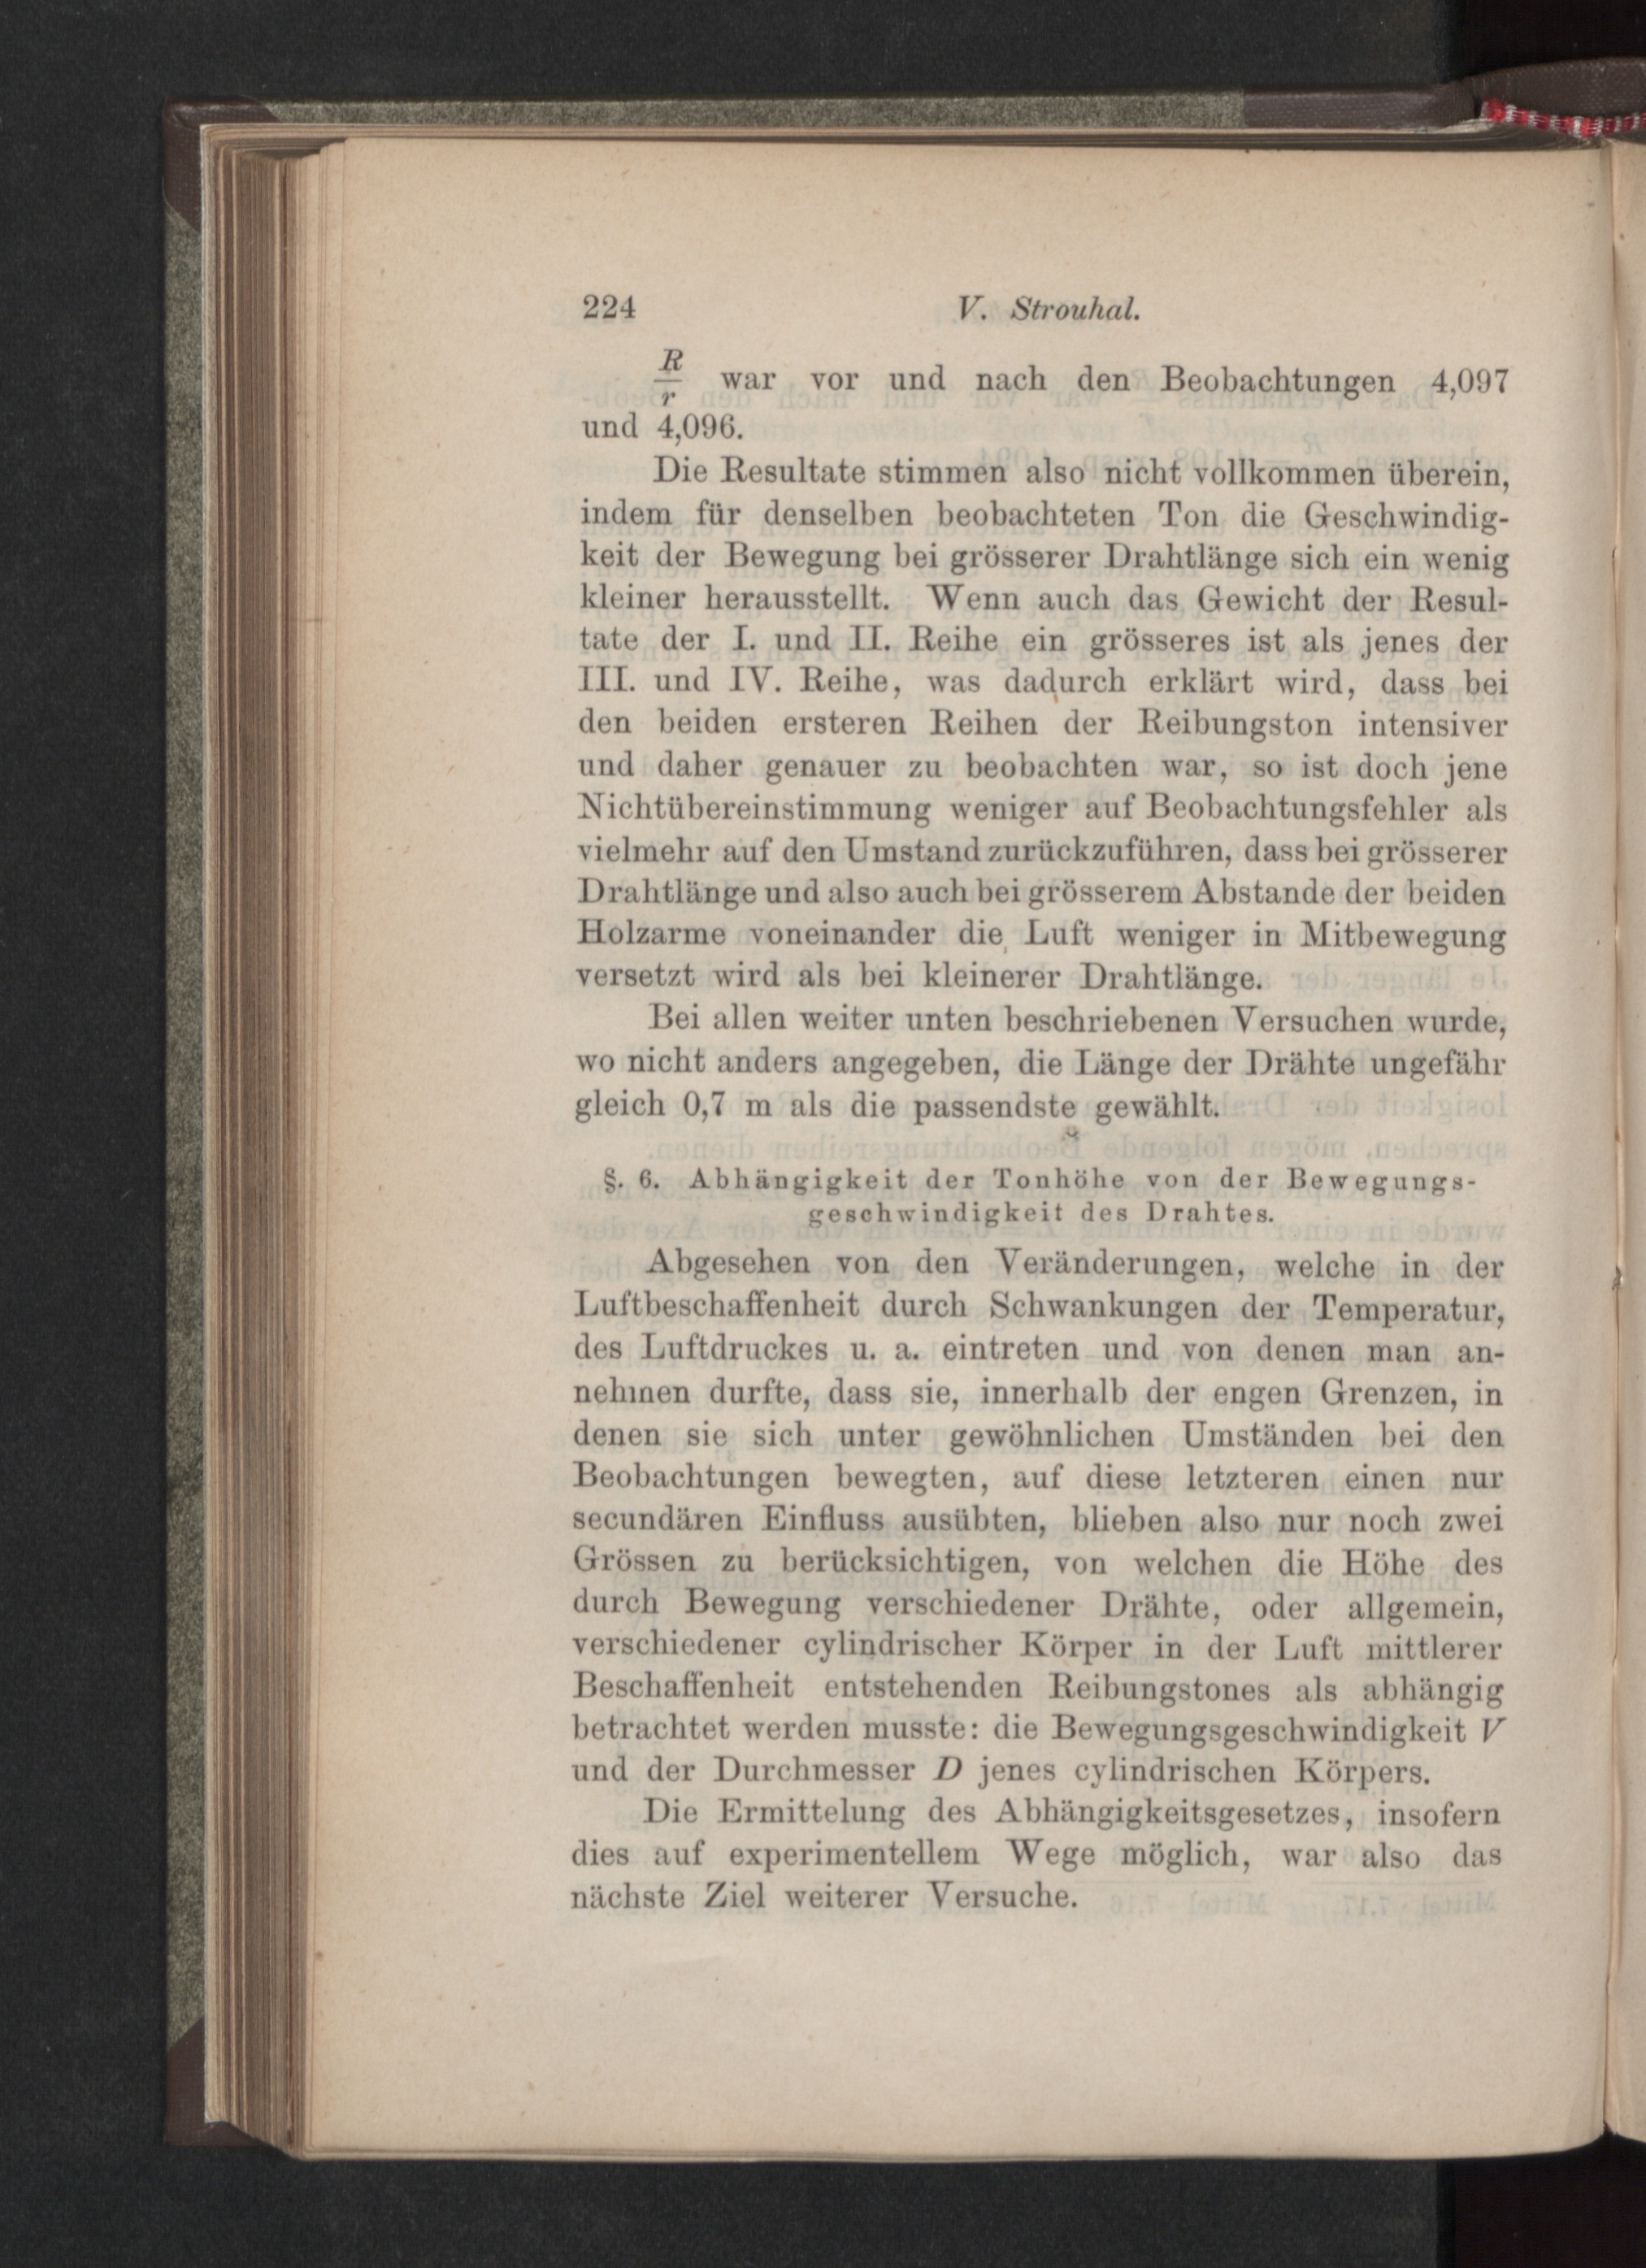 224 V. Strouhal.
R/r war vor und nach den Beobachtungen 4,097
und 4,096.
Die Resultate stimmen also nicht vollkommen überein,
indem für denselben beobachteten Ton die Geschwindig-
keit der Bewegung bei grösserer Drahtlänge sich ein wenig
kleiner herausstellt. Wenn auch das Gewicht der Resul-
tate der I. und II. Reihe ein grösseres ist als jenes der
III. und IV. Reihe, was dadurch erklärt wird, dass bei
den beiden ersteren Reihen der Reibungston intensiver
und daher genauer zu beobachten war, so ist doch jene
Nichtübereinstimmung weniger auf Beobachtungsfehler als
vielmehr auf den Umstand zurückzuführen, dass bei grösserer
Drahtlänge und also auch bei grösserem Abstande der beiden
Holzarme voneinander die Luft weniger in Mitbewegung
versetzt wird als bei kleinerer Drahtlänge.
Bei allen weiter unten beschriebenen Versuchen wurde,
wo nicht anders angegeben, die Länge der Drähte ungefähr
gleich 0,7 m als die passendste gewählt.
§. 6. Abhängigkeit der Tonhöhe von der Bewegungs-
geschwindigkeit des Drahtes.
Abgesehen von den Veränderungen, welche in der
Luftbeschaffenheit durch Schwankungen der Temperatur,
des Luftdruckes u. a. eintreten und von denen man an-
nehmen durfte, dass sie, innerhalb der engen Grenzen, in
denen sie sich unter gewöhnlichen Umständen bei den
Beobachtungen bewegten, auf diese letzteren einen nur
secundären Einfluss ausübten, blieben also nur noch zwei
Grössen zu berücksichtigen, von welchen die Höhe des
durch Bewegung verschiedener Drähte, oder allgemein,
verschiedener cylindrischer Körper in der Luft mittlerer
Beschaffenheit entstehenden Reibungstones als abhängig
betrachtet werden musste: die Bewegungsgeschwindigkeit V
und der Durchmesser D jenes cylindrischen Körpers.
Die Ermittelung des Abhängigkeitsgesetzes, insofern
dies auf experimentellem Wege möglich, war also das
nächste Ziel weiterer Versuche.